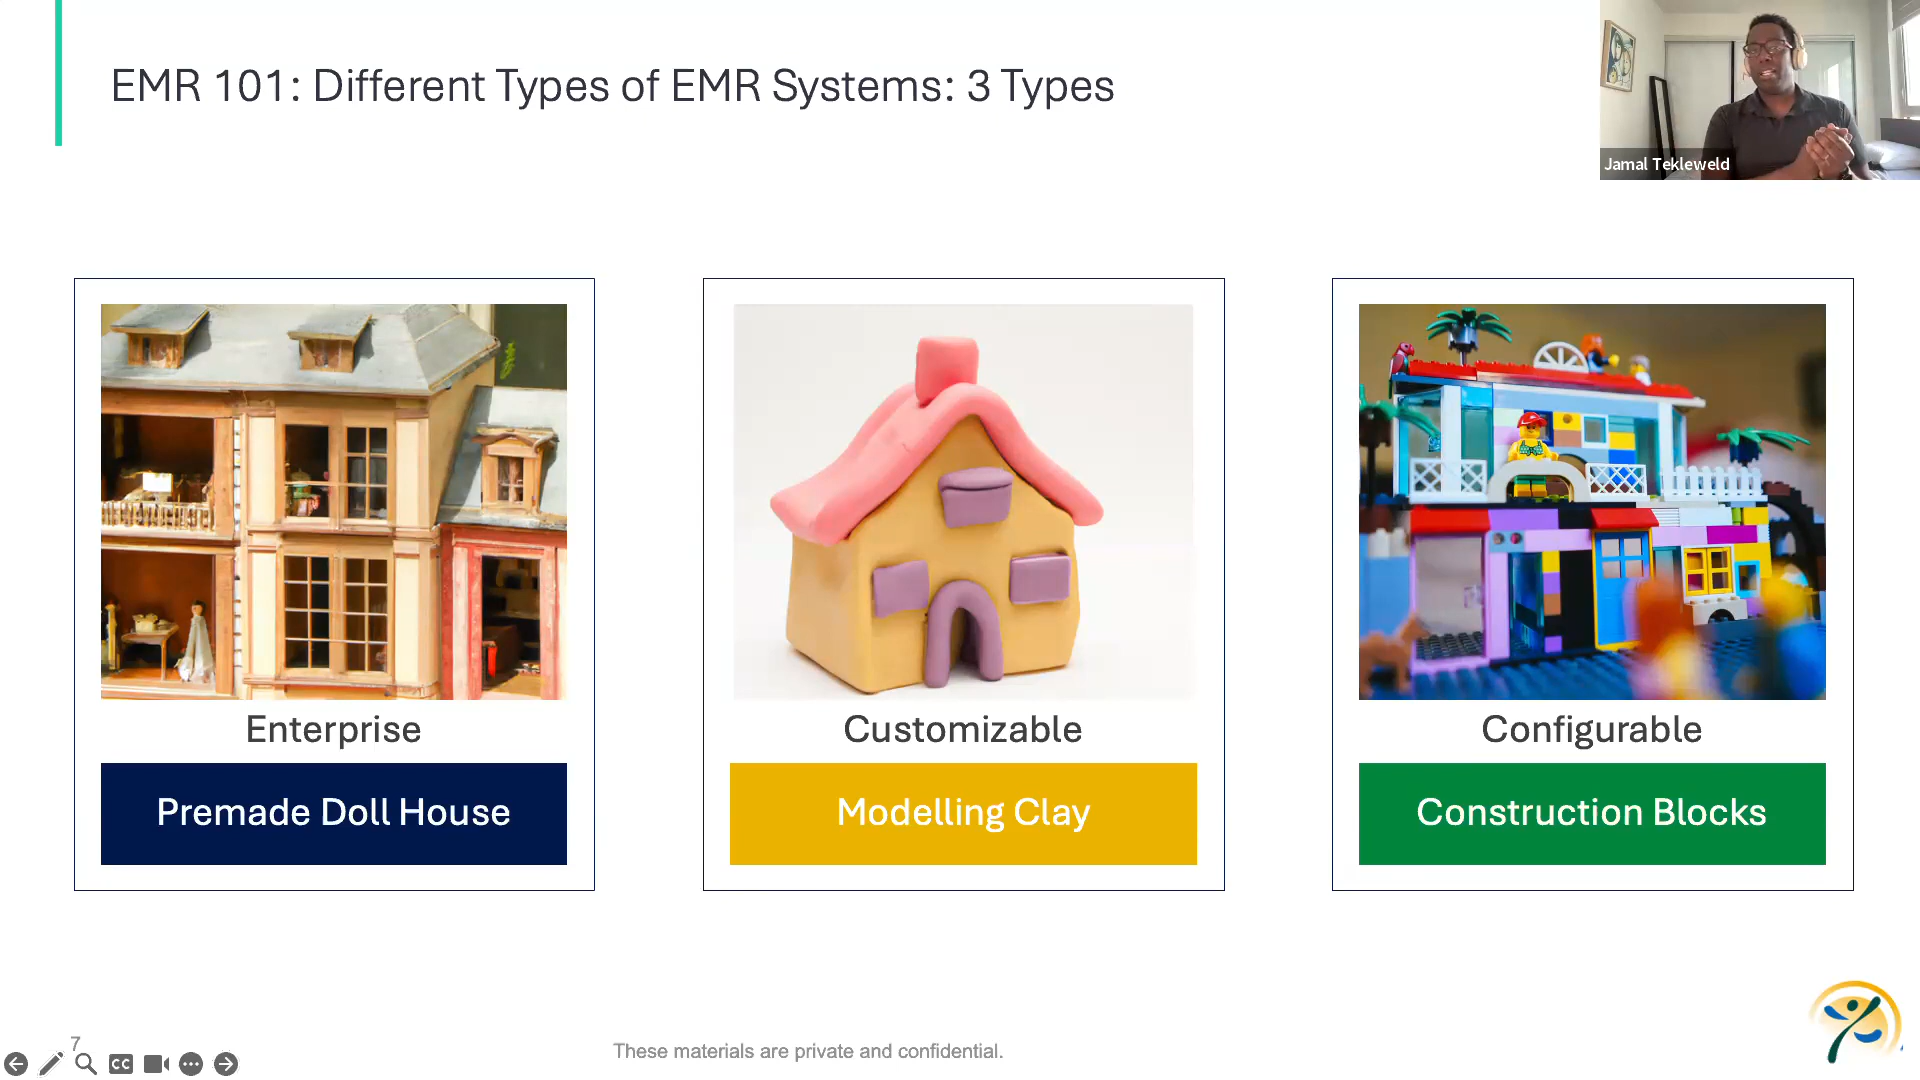 EMR 101: Different Types of EMR Systems: 3 Types
Jamal Tekleweld
Enterprise
Premade Doll House
Customizable
Modelling Clay
Configurable
Construction Blocks
7
CC
These materials are private and confidential.